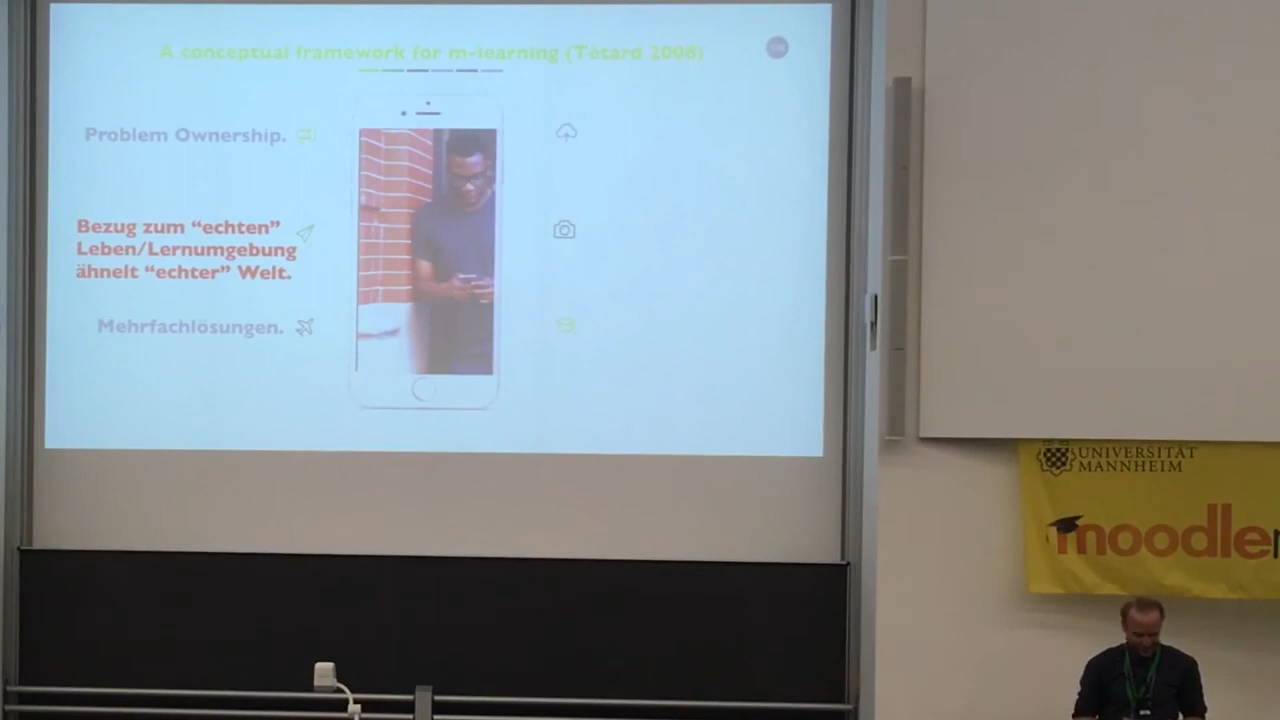 A conceptual framework for m-learning (Tétard 2008)
Problem Ownership.
Bezug zum “echten”
Leben/Lernumgebung
ähnelt “echter” Welt.
Mehrfachlösungen.
UNIVERSITÄT
MANNHEIM
moodle